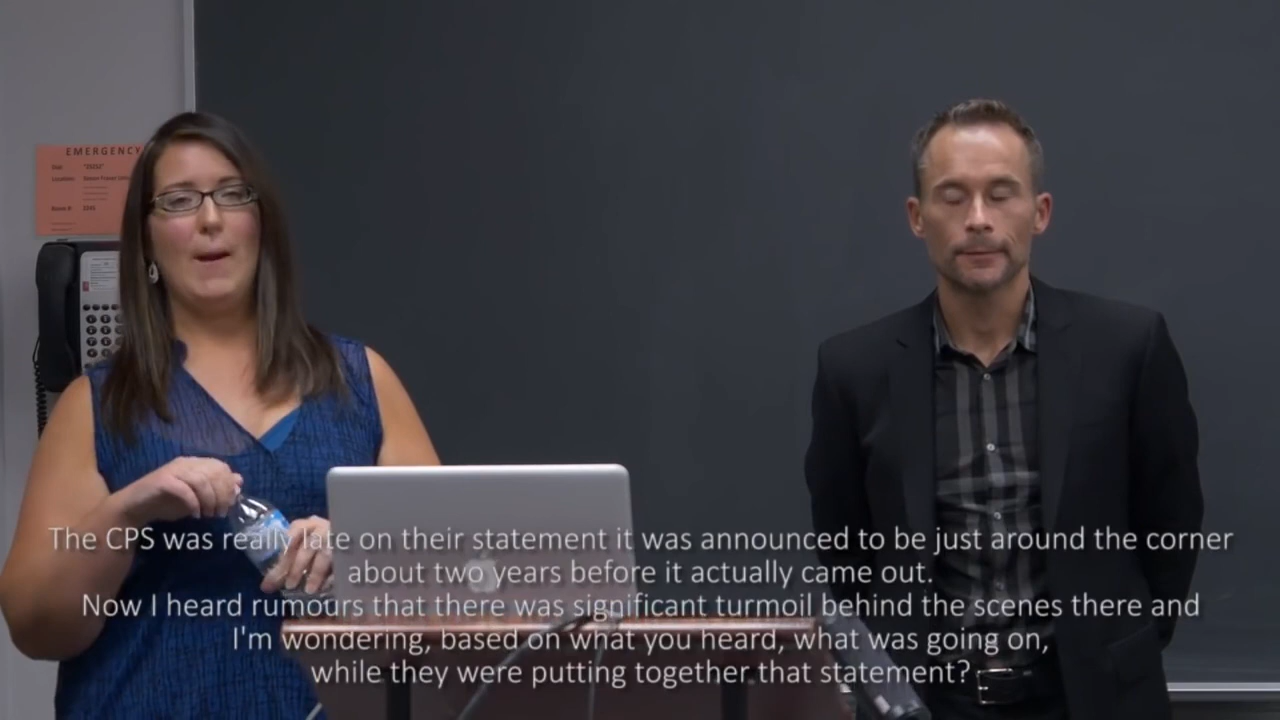 EMERGENCY
The CPS was really late on their statement it was announced to be just around the corner
about two years before it actually came out.
Now I heard rumours that there was significant turmoil behind the scenes there and
I'm wondering, based on what you heard, what was going on,
while they were putting together that statement?